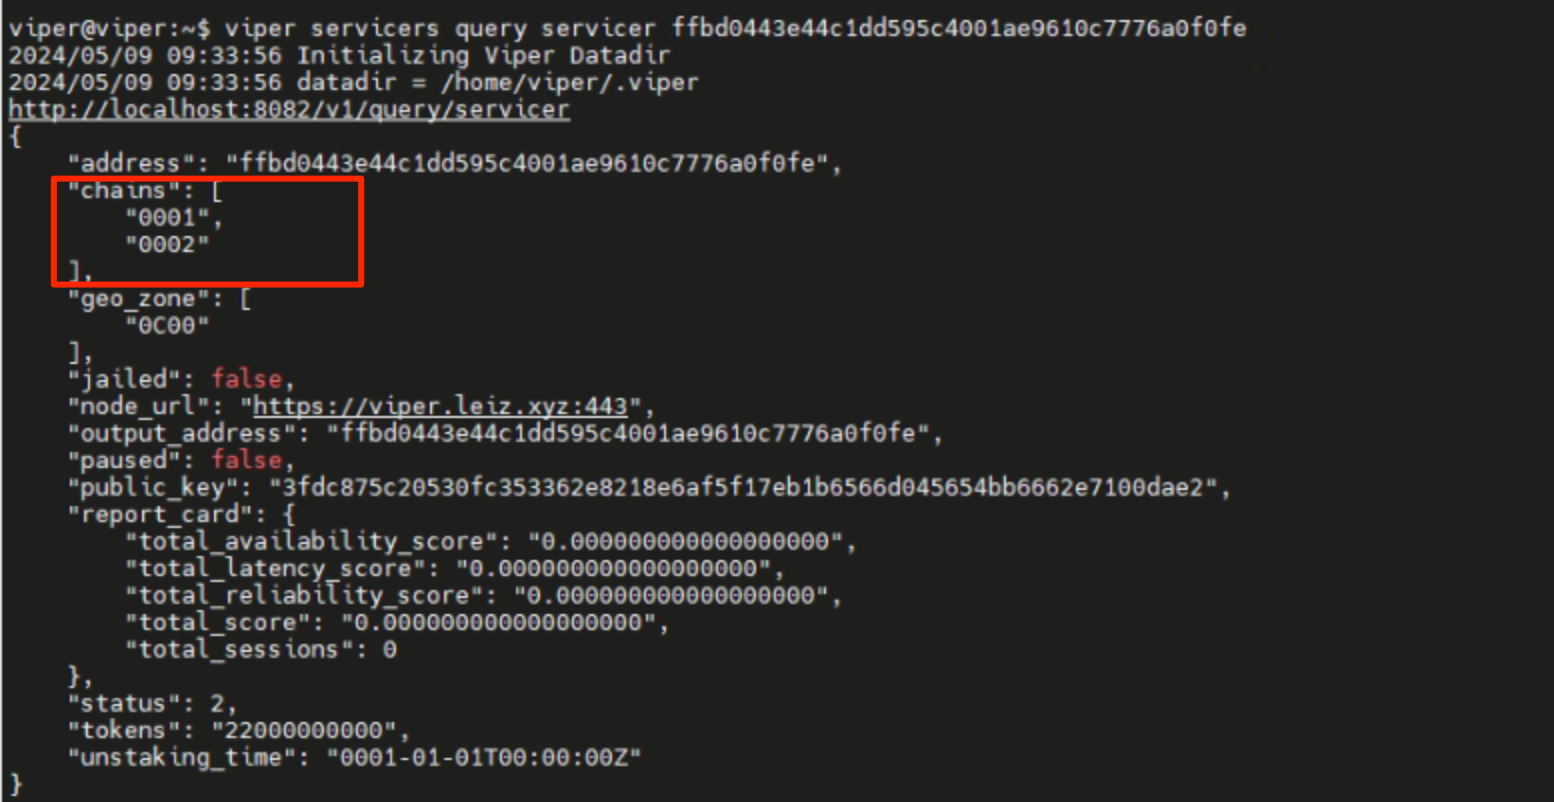 viper@viper:~$ viper servicers query servicer ffbd0443e44c1dd595c4001ae9610c7776a0f0fe
2024/05/09 09:33:56 Initializing Viper Datadir
2024/05/09 09:33:56 datadir = /home/viper/.viper
http://localhost:8082/v1/query/servicer
{
    "address": "ffbd0443e44c1dd595c4001ae9610c7776a0f0fe",
    "chains": [
        "0001",
        "0002"
    ],
    "geo_zone": [
        "0C00"
    ],
    "jailed": false,
    "node_url": "https://viper.leiz.xyz:443",
    "output_address": "ffbd0443e44c1dd595c4001ae9610c7776a0f0fe",
    "paused": false,
    "public_key": "3fdc875c20530fc353362e8218e6af5f17eb1b6566d045654bb6662e7100dae2",
    "report_card": {
        "total_availability_score": "0.000000000000000000",
        "total_latency_score": "0.000000000000000000",
        "total_reliability_score": "0.000000000000000000",
        "total_score": "0.000000000000000000",
        "total_sessions": 0
    },
    "status": 2,
    "tokens": "22000000000",
    "unstaking_time": "0001-01-01T00:00:00Z"
}